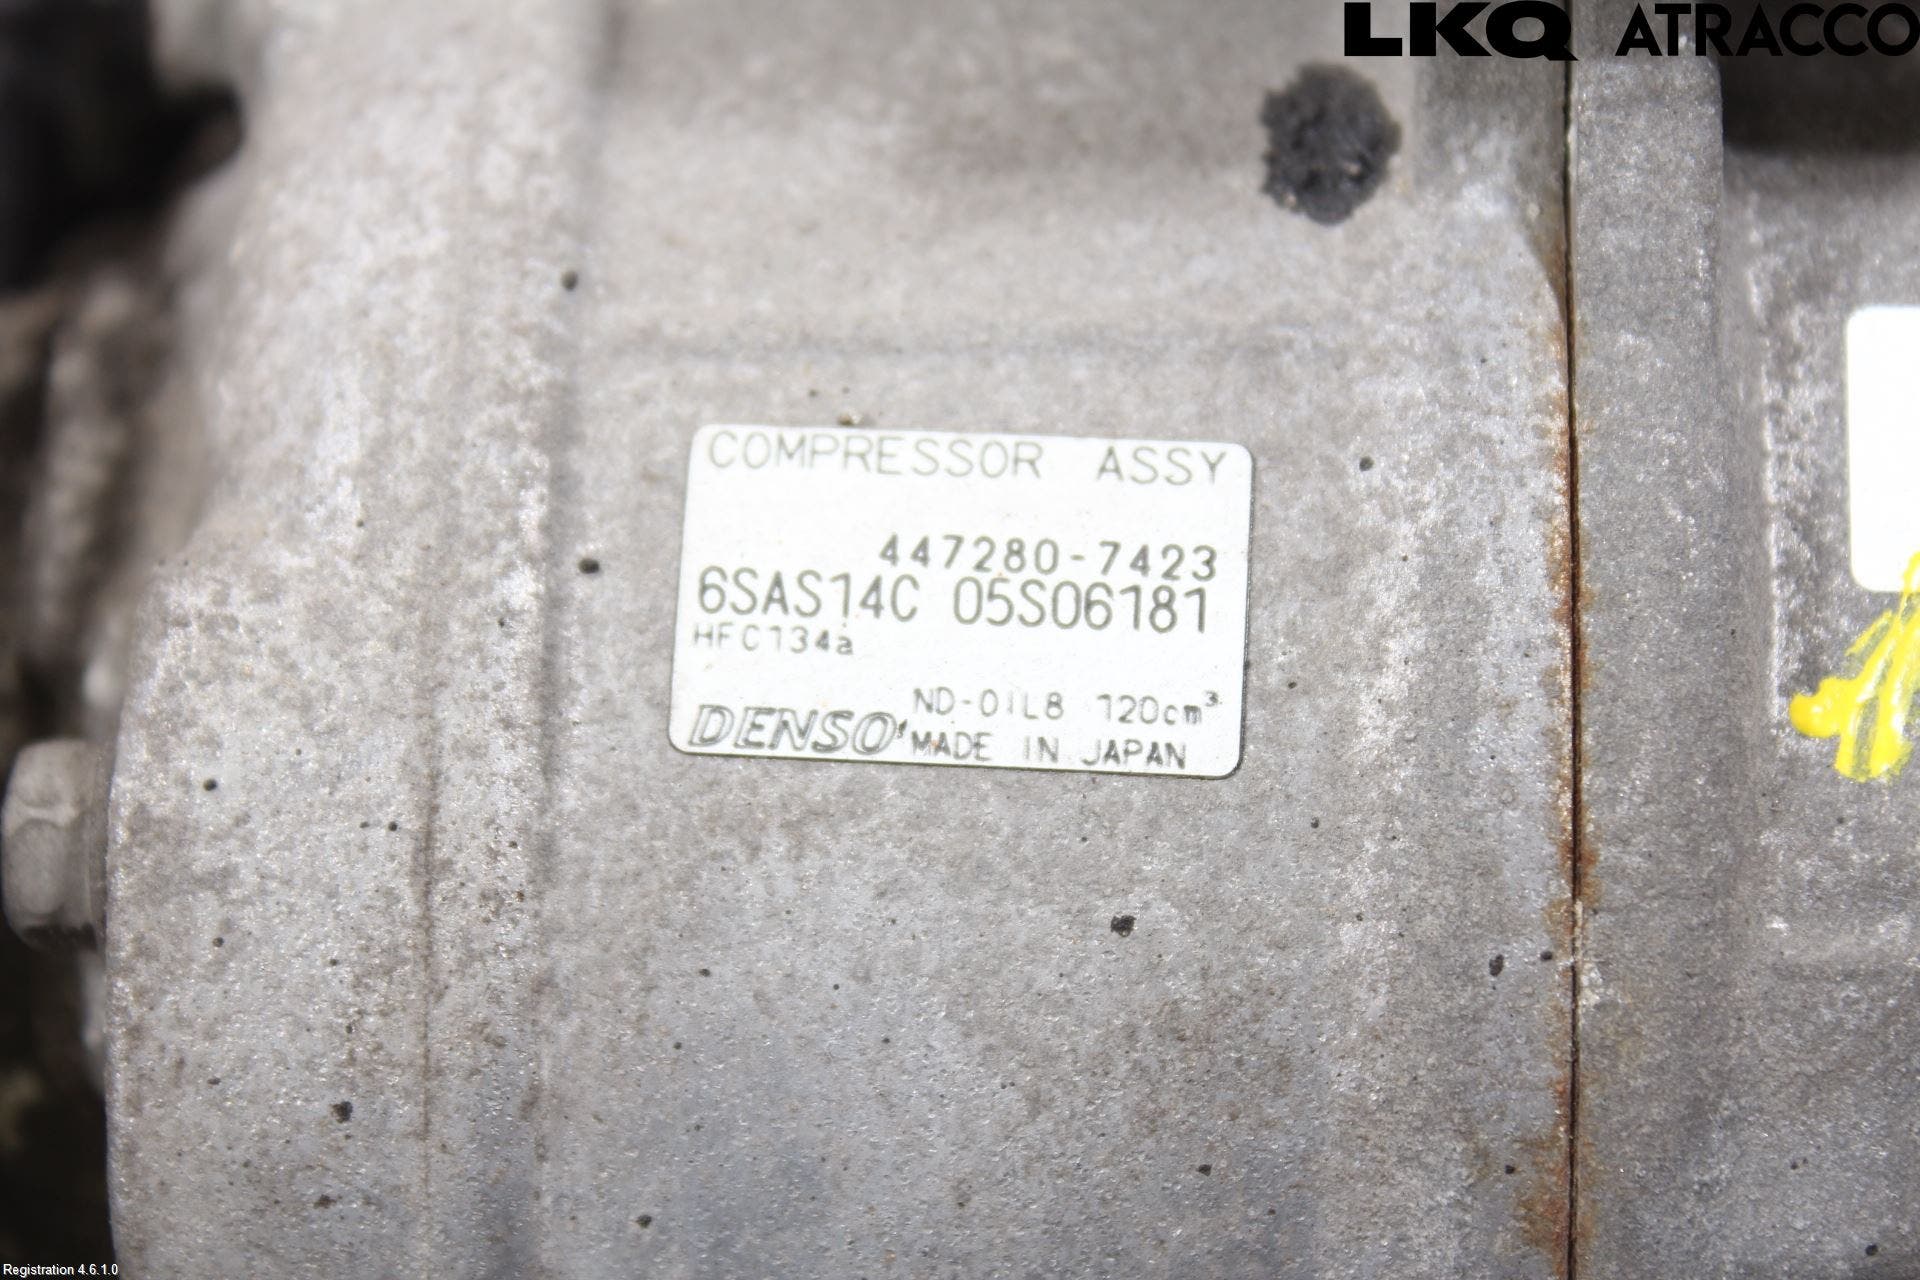 LKQ ATRACCO
COMPRESSOR ASSY
447280-7423
6SAS14C 05S06181
HFC134a
ND-OIL8 120cm³
DENSO MADE IN JAPAN
Registration 4.6.1.0